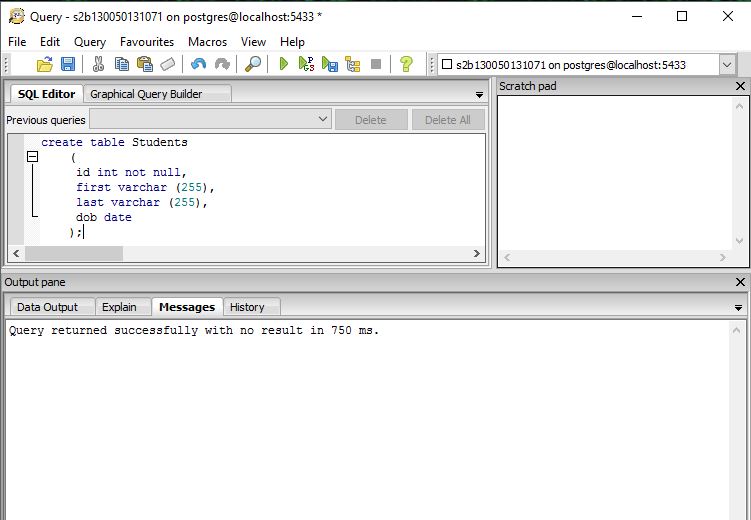 Query - s2b130050131071 on postgres@localhost:5433 *
File Edit Query Favourites Macros View Help
s2b130050131071 on postgres@localhost:5433
SQL Editor Graphical Query Builder
Scratch pad
Previous queries Delete Delete All
create table Students
(
id int not null,
first varchar (255),
last varchar (255),
dob date
);
Output pane
Data Output Explain Messages History
Query returned successfully with no result in 750 ms.